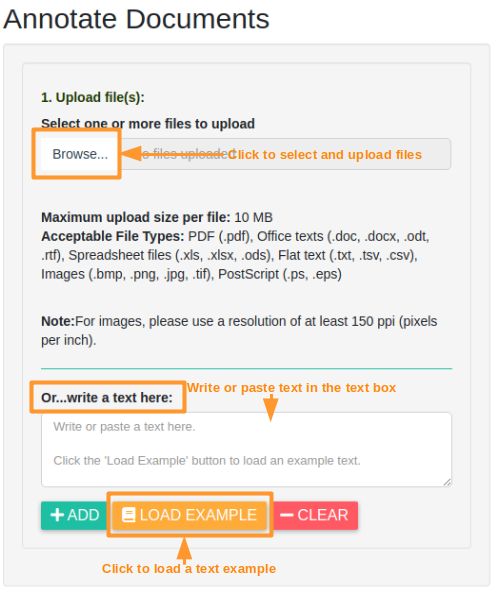 Annotate Documents
1. Upload file(s):
Select one or more files to upload
Browse... files uploaded Click to select and upload files
Maximum upload size per file: 10 MB
Acceptable File Types: PDF (.pdf), Office texts (.doc, .docx, .odt,
.rtf), Spreadsheet files (.xls, .xlsx, .ods), Flat text (.txt, .tsv, .csv),
Images (.bmp, .png, .jpg, .tif), PostScript (.ps, .eps)
Note:For images, please use a resolution of at least 150 ppi (pixels
per inch).
Write or paste text in the text box
Or...write a text here:
Write or paste a text here.
Click the 'Load Example' button to load an example text.
ADD LOAD EXAMPLE CLEAR
Click to load a text example